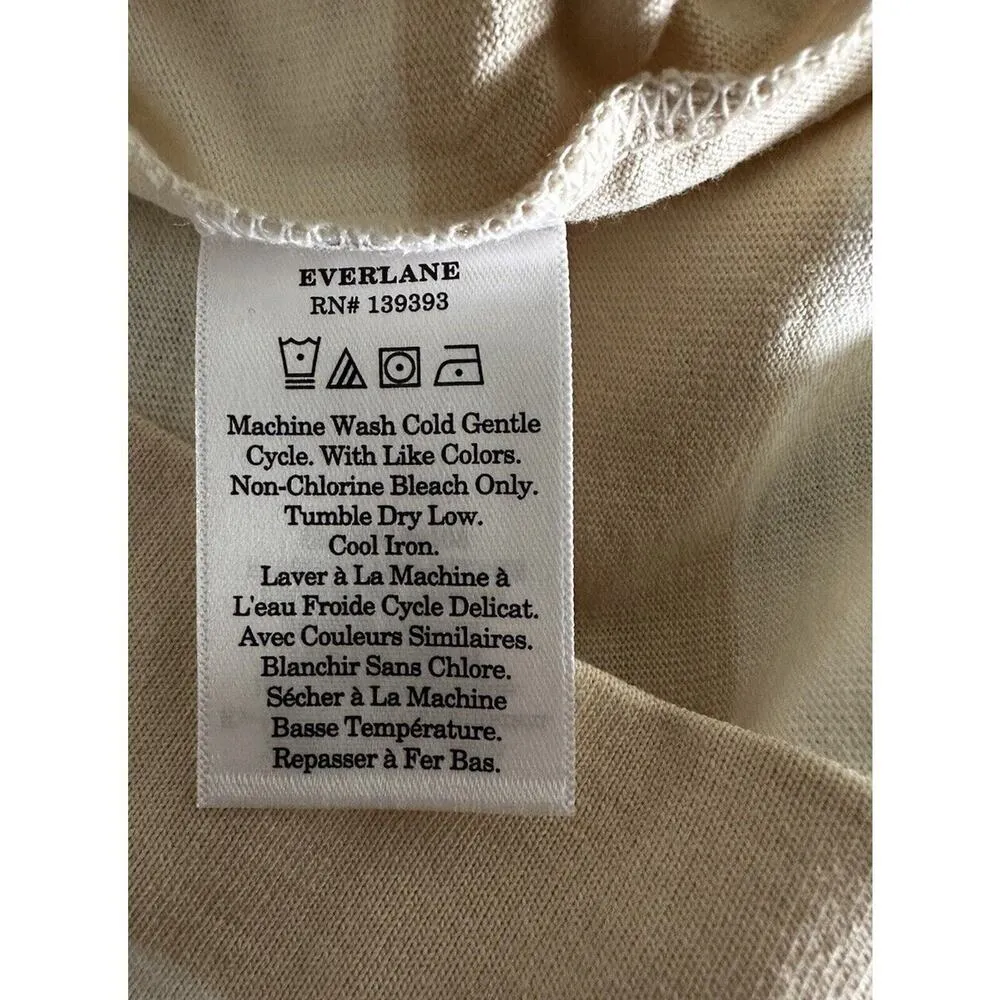 EVERLANE
RN# 139393
Machine Wash Cold Gentle
Cycle. With Like Colors.
Non-Chlorine Bleach Only.
Tumble Dry Low.
Cool Iron.
Laver à La Machine à
L'eau Froide Cycle Delicat.
Avec Couleurs Similaires.
Blanchir Sans Chlore.
Sécher à La Machine
Basse Température.
Repasser à Fer Bas.